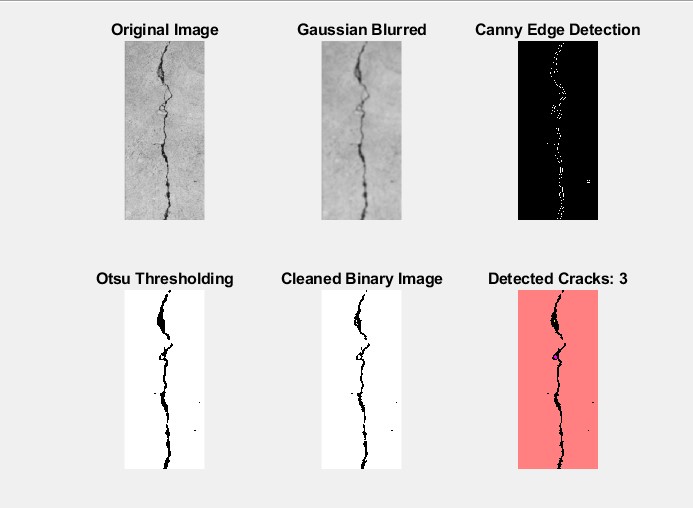 Original Image
Gaussian Blurred
Canny Edge Detection
Otsu Thresholding
Cleaned Binary Image
Detected Cracks: 3